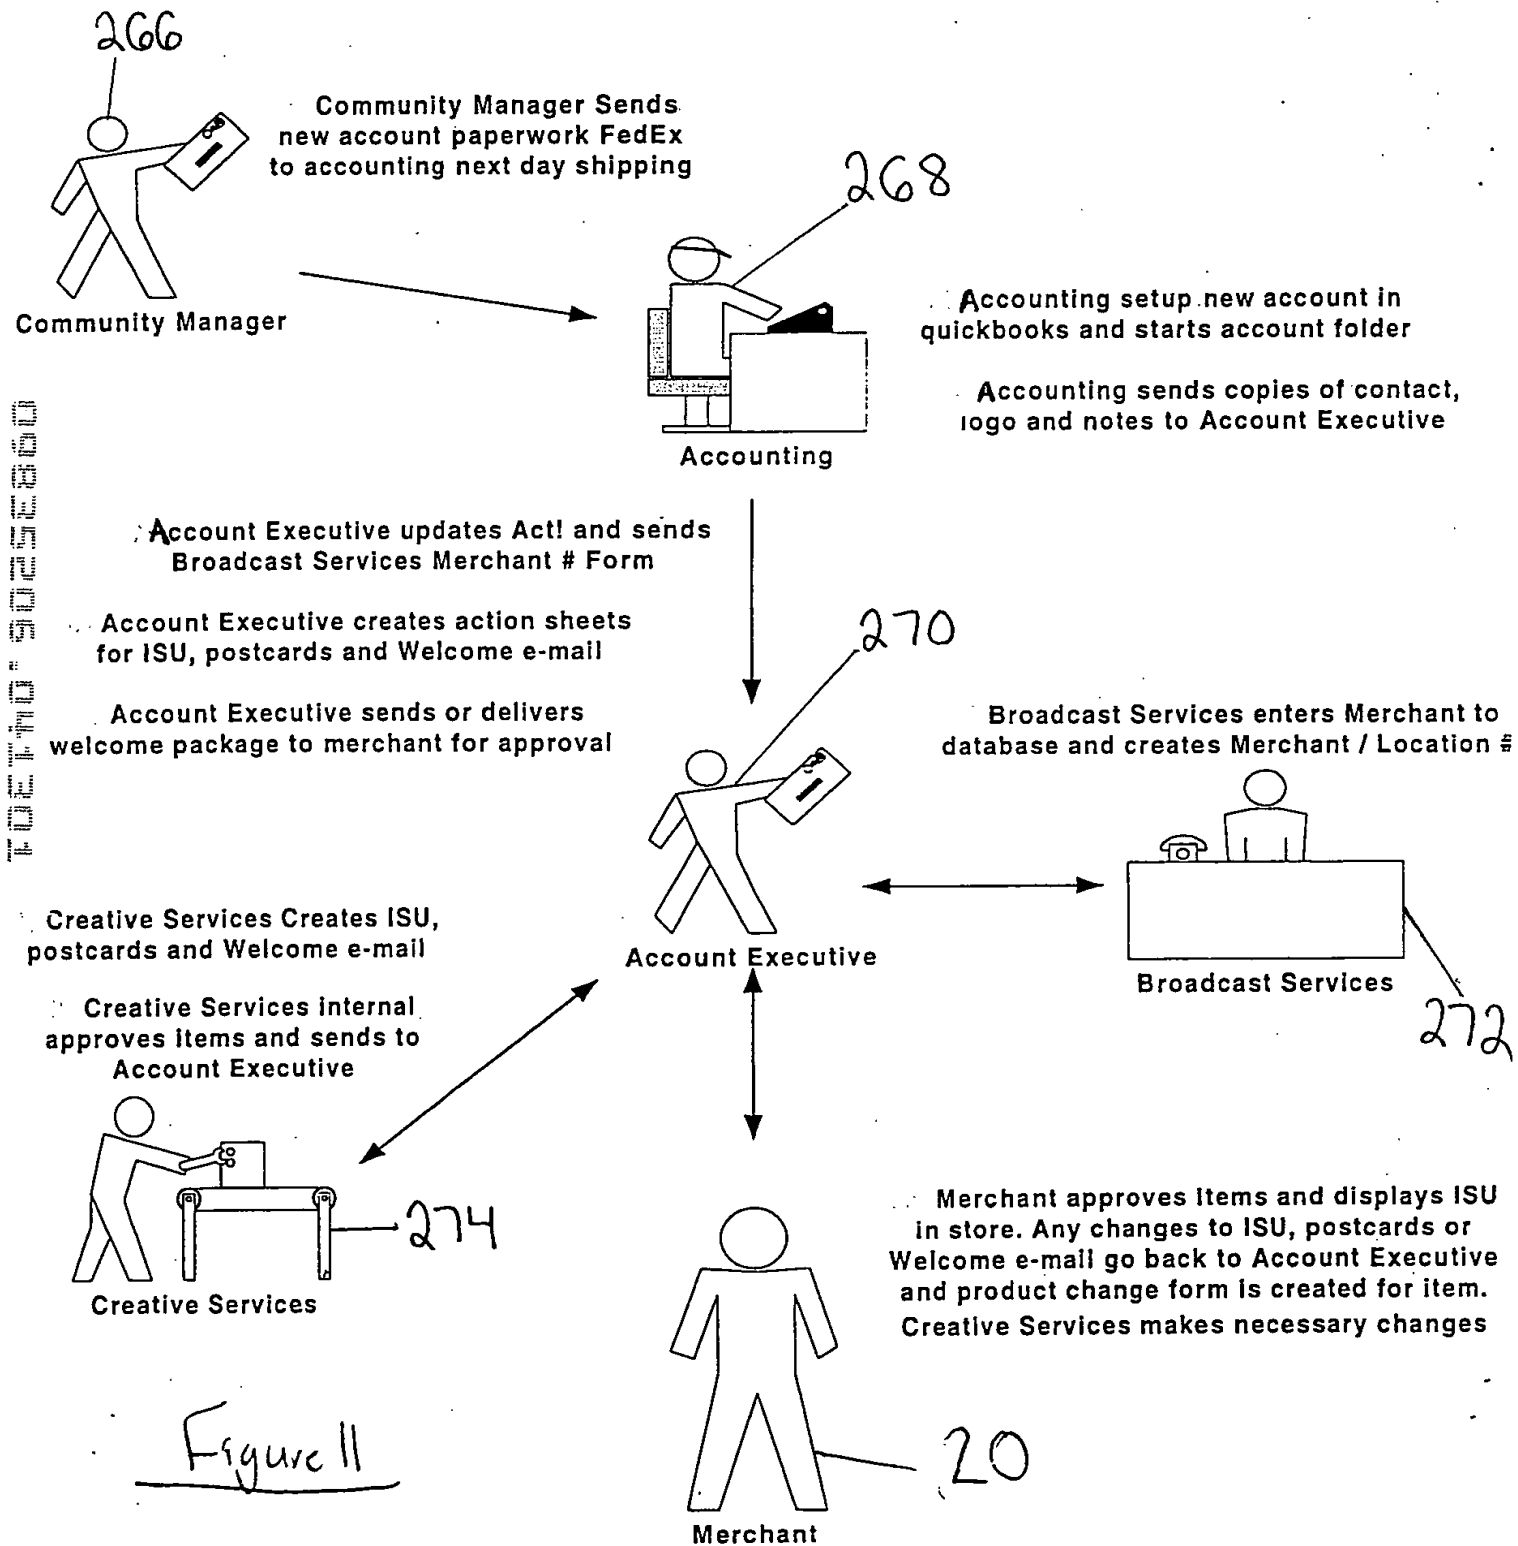 266
Community Manager Sends
new account paperwork FedEx
to accounting next day shipping
268
Community Manager
Accounting setup new account in
quickbooks and starts account folder
Accounting sends copies of contact,
logo and notes to Account Executive
Accounting
Account Executive updates Act! and sends
Broadcast Services Merchant # Form
Account Executive creates action sheets
for ISU, postcards and Welcome e-mail
270
Account Executive sends or delivers
welcome package to merchant for approval
Broadcast Services enters Merchant to
database and creates Merchant / Location #
Creative Services Creates ISU,
postcards and Welcome e-mail
Account Executive
Broadcast Services
272
Creative Services internal
approves items and sends to
Account Executive
274
Creative Services
Merchant approves items and displays ISU
in store. Any changes to ISU, postcards or
Welcome e-mail go back to Account Executive
and product change form is created for item.
Creative Services makes necessary changes
Figure 11
20
Merchant
09835206.041301